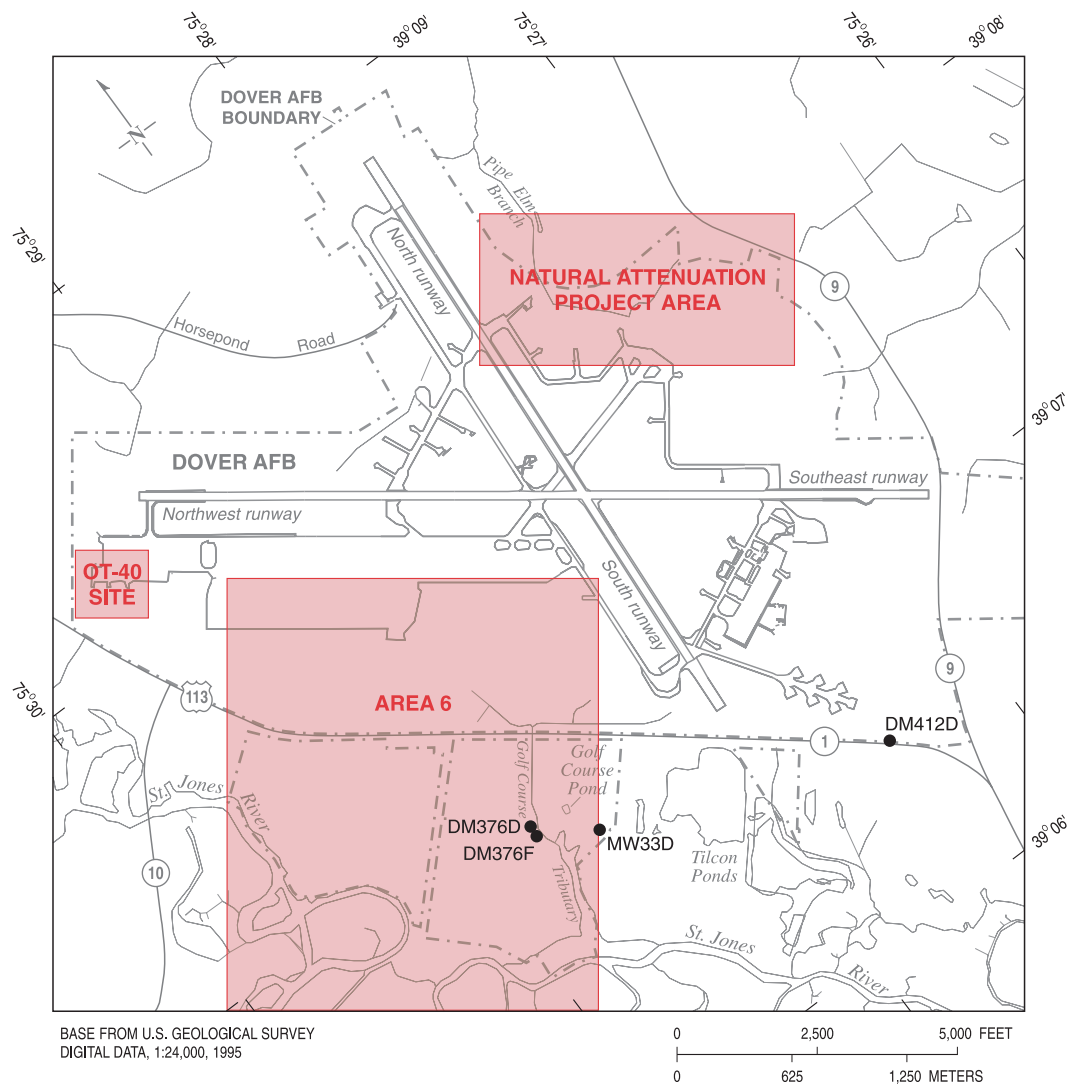 75°28'
39°09'
75°27'
75°26'
39°08'
DOVER AFB
BOUNDARY
N
Pipe Elm
Branch
75°29'
North runway
NATURAL ATTENUATION
PROJECT AREA
9
Horsepond Road
39°07'
DOVER AFB
Southeast runway
Northwest runway
OT-40
SITE
South runway
9
75°30'
113
AREA 6
DM412D
1
Golf Course
Golf
Course
Pond
St. Jones
River
DM376D
DM376F
MW33D
39°06'
Tilcon
Ponds
10
Tributary
St. Jones
River
BASE FROM U.S. GEOLOGICAL SURVEY
DIGITAL DATA, 1:24,000, 1995
0 2,500 5,000 FEET
0 625 1,250 METERS